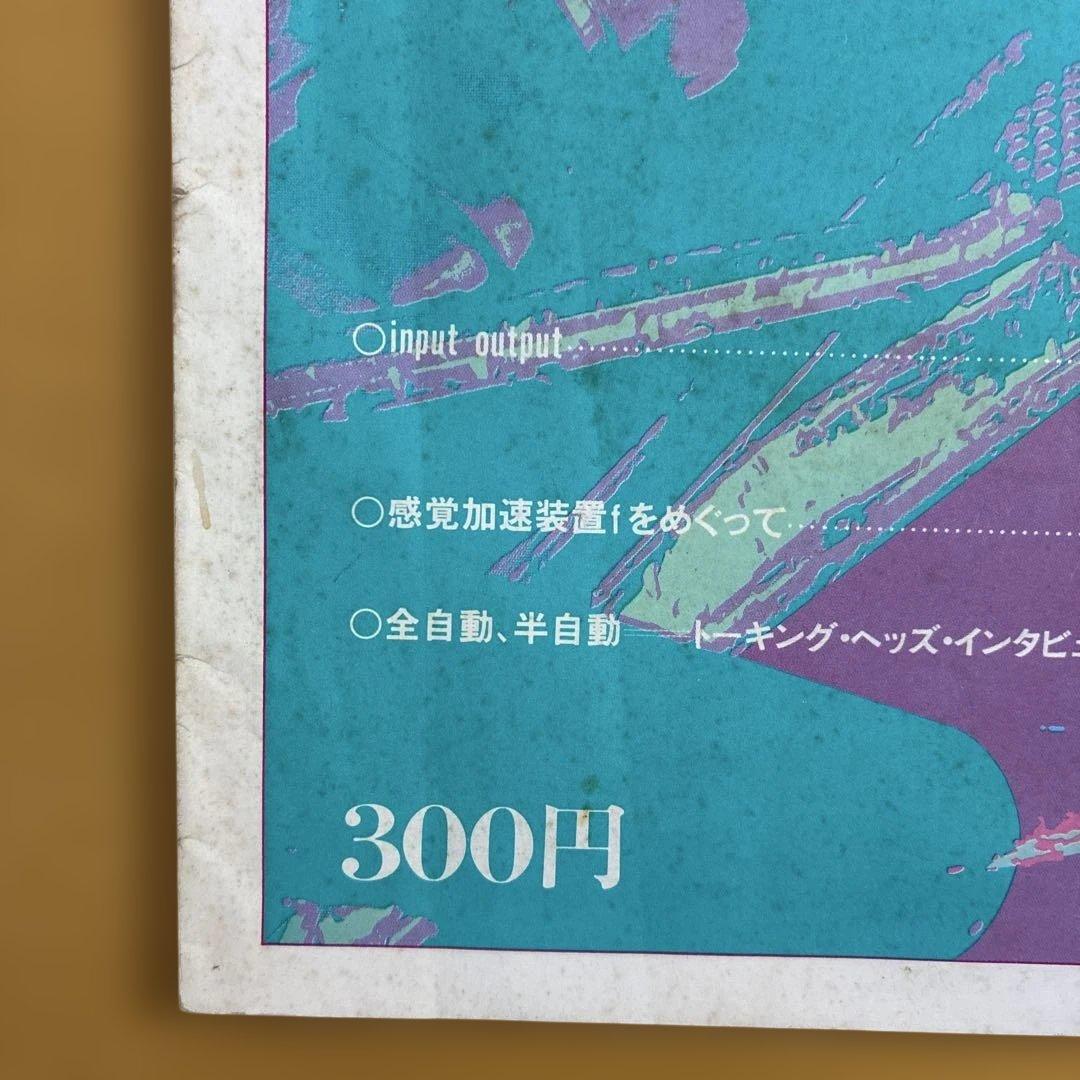 ○input output
○感覚加速装置fをめぐって
○全自動、半自動——トーキング・ヘッズ・インタビュ
300円